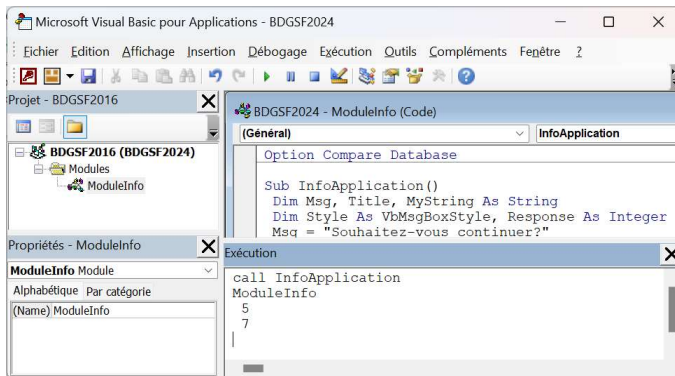 Microsoft Visual Basic pour Applications - BDGSF2024
Fichier Edition Affichage Insertion Débogage Exécution Outils Compléments Fenêtre ?
Projet - BDGSF2016
BDGSF2016 (BDGSF2024)
Modules
ModuleInfo
Propriétés - ModuleInfo
ModuleInfo Module
Alphabétique Par catégorie
(Name) ModuleInfo
BDGSF2024 - ModuleInfo (Code)
(Général) InfoApplication
Option Compare Database
Sub InfoApplication()
Dim Msg, Title, MyString As String
Dim Style As VbMsgBoxStyle, Response As Integer
Msg = "Souhaitez-vous continuer?"
Exécution
call InfoApplication
ModuleInfo
5
7